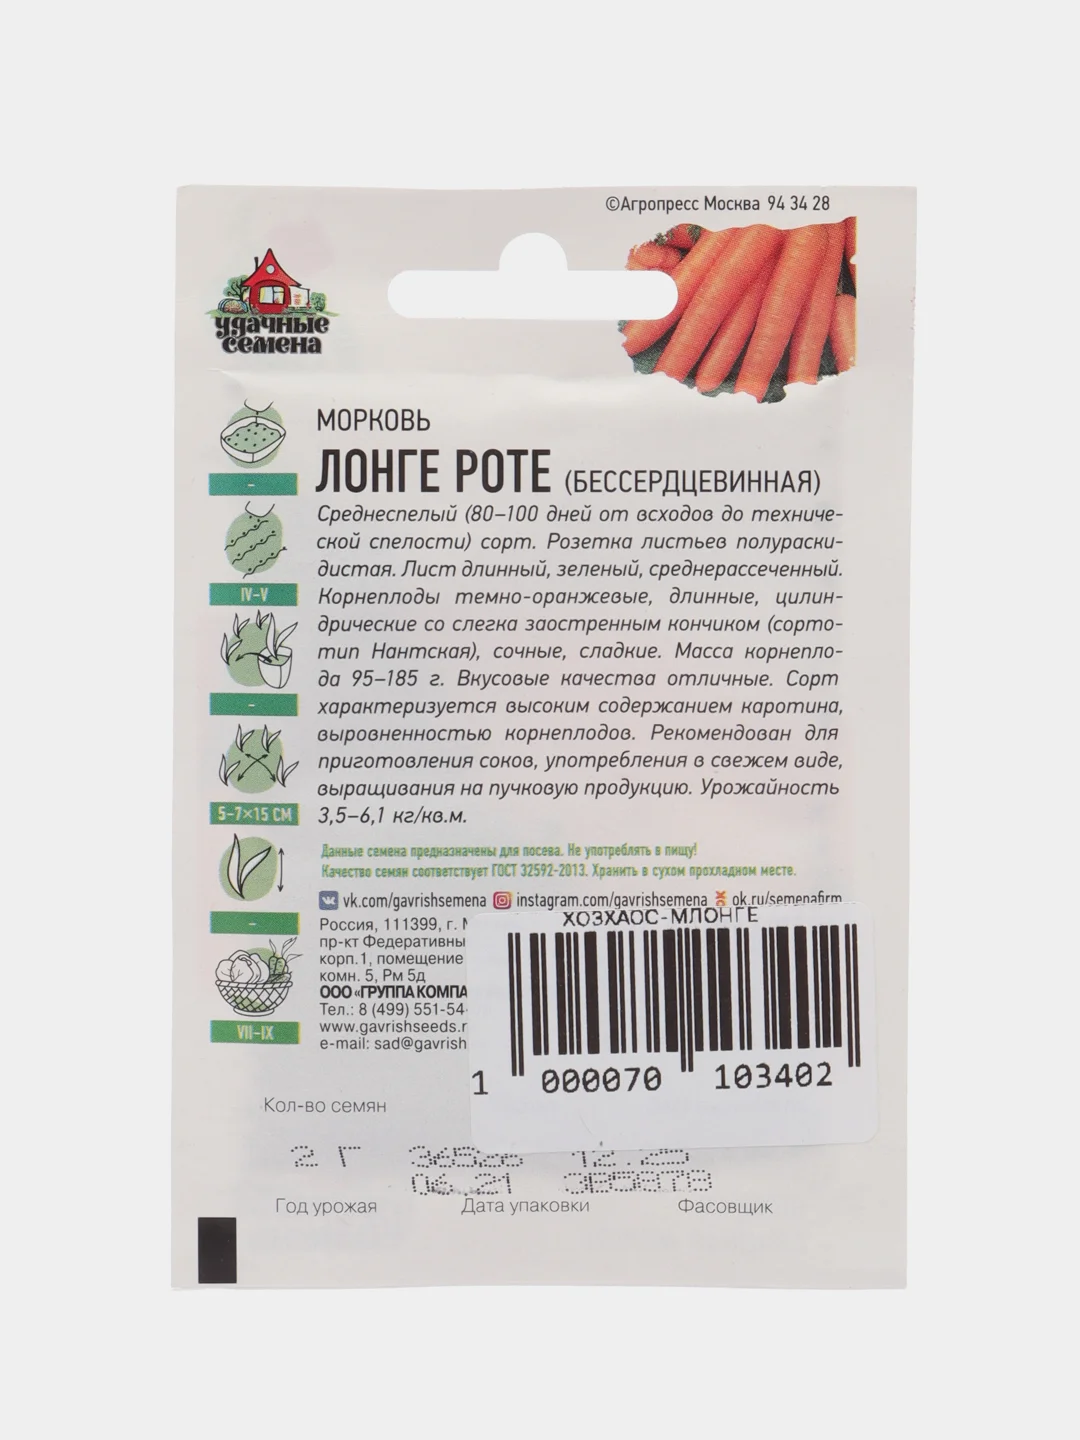 ©Агропресс Москва 94 34 28
удачные
семена
МОРКОВЬ
ЛОНГЕ РОТЕ (БЕССЕРДЦЕВИННАЯ)
Среднеспелый (80–100 дней от всходов до техниче-
ской спелости) сорт. Розетка листьев полураски-
дистая. Лист длинный, зеленый, среднерассеченный.
Корнеплоды темно-оранжевые, длинные, цилин-
дрические со слегка заостренным кончиком (сорто-
тип Нантская), сочные, сладкие. Масса корнепло-
да 95–185 г. Вкусовые качества отличные. Сорт
характеризуется высоким содержанием каротина,
выровненностью корнеплодов. Рекомендован для
приготовления соков, употребления в свежем виде,
выращивания на пучковую продукцию. Урожайность
3,5–6,1 кг/кв.м.
-
IV–V
-
5–7×15 СМ
-
VII–IX
Данные семена предназначены для посева. Не употреблять в пищу!
Качество семян соответствует ГОСТ 32592-2013. Хранить в сухом прохладном месте.
vk.com/gavrishsemena instagram.com/gavrishsemena ok.ru/semenafirm
Россия, 111399, г.
пр-кт Федеративны
корп.1, помещение
комн. 5, Рм 5д
ООО «ГРУППА КОМПА
Тел.: 8 (499) 551-54-
www.gavrishseeds.r
e-mail: sad@gavrish
ХОЗХАОС-МЛОНГЕ
1 000070 103402
Кол-во семян
2 Г 36526 12.25
06.21
Год урожая Дата упаковки Фасовщик